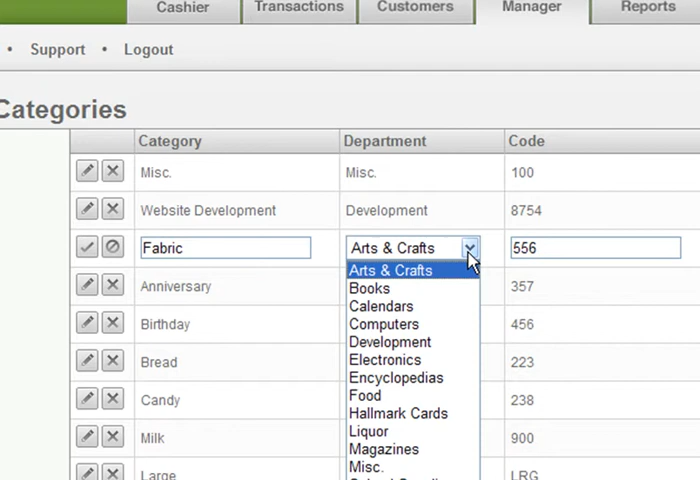 Cashier Transactions Customers Manager Reports
• Support • Logout
Categories
Category Department Code
Misc. Misc. 100
Website Development Development 8754
Fabric Arts & Crafts 556
Arts & Crafts
Books
Anniversary 357
Calendars
Birthday Computers 456
Development
Bread Electronics 223
Encyclopedias
Candy Food 238
Hallmark Cards
Milk Liquor 900
Magazines
Misc.
Large LRG